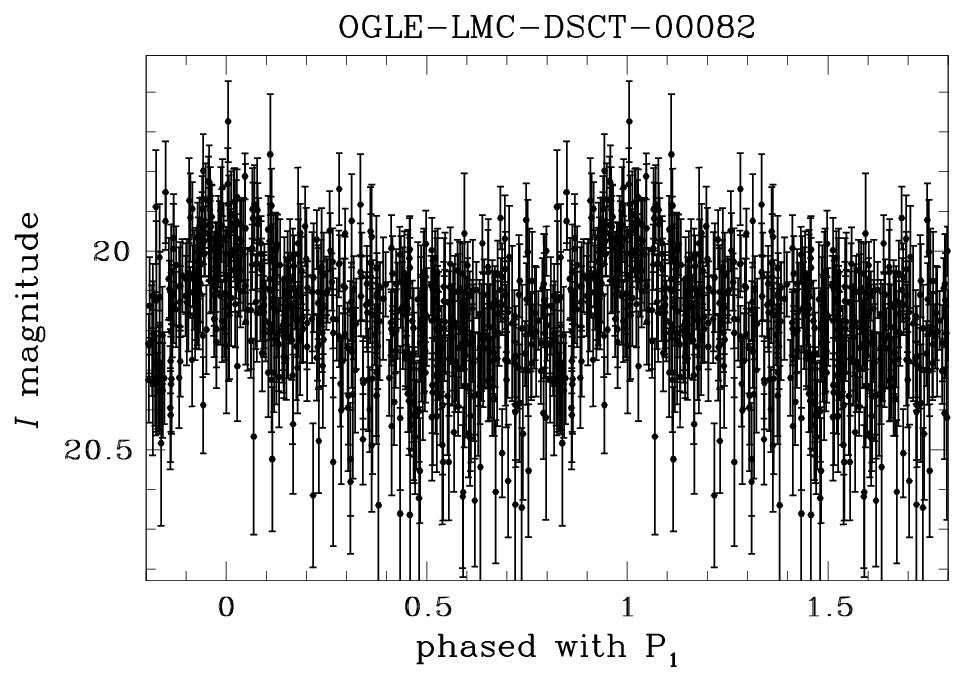 OGLE-LMC-DSCT-00082
I magnitude
20
20.5
0 0.5 1 1.5
phased with P₁